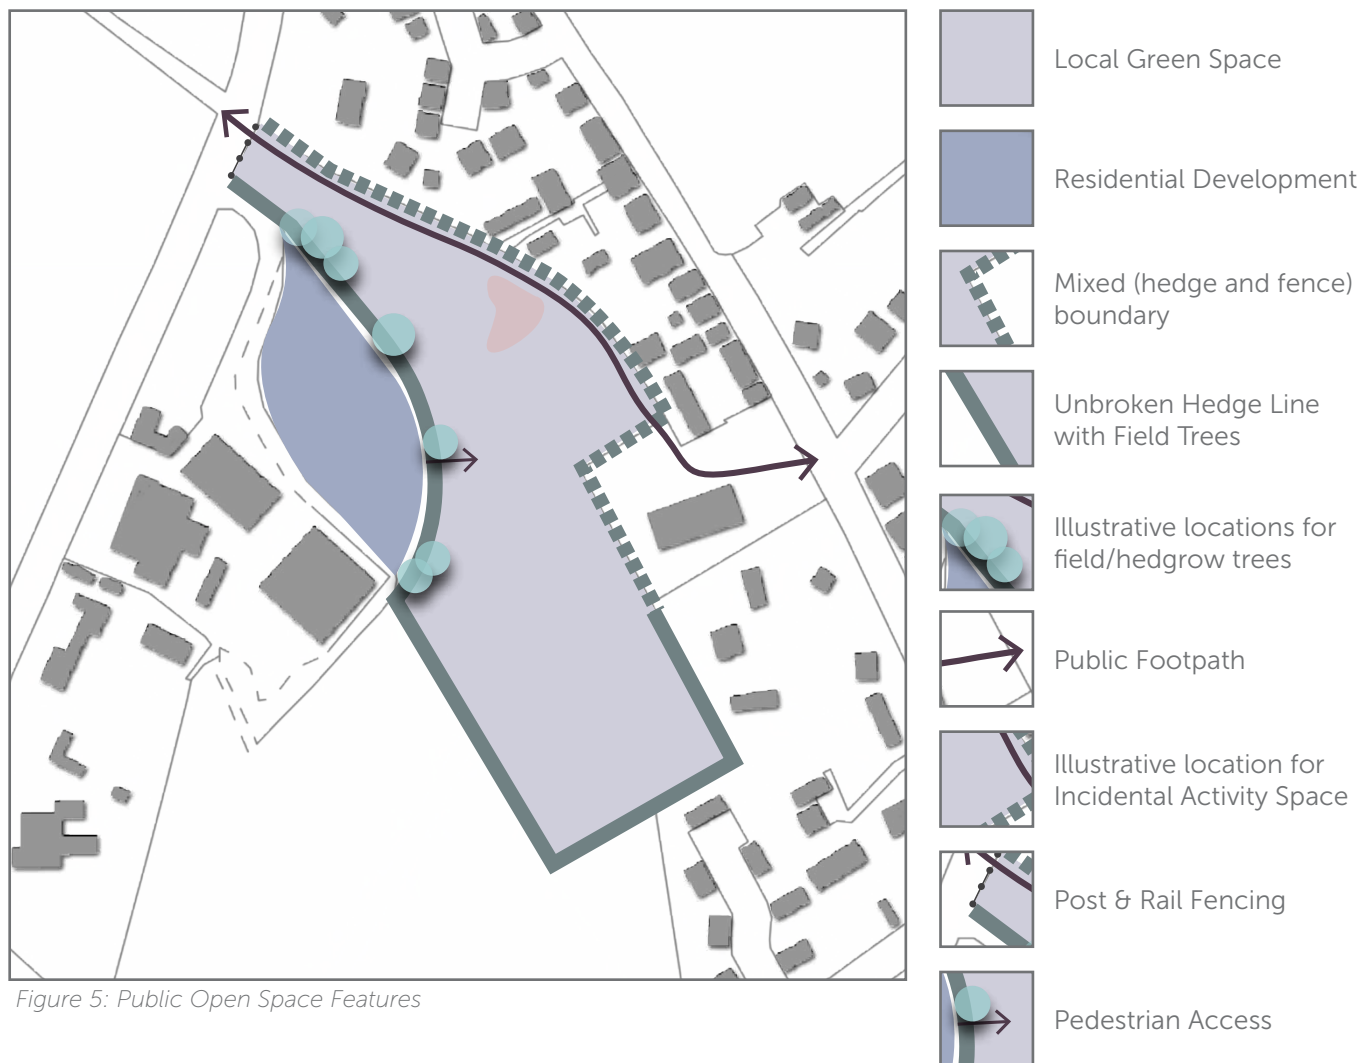 Local Green Space
Residential Development
Mixed (hedge and fence)
boundary
Unbroken Hedge Line
with Field Trees
Illustrative locations for
field/hedgrow trees
Public Footpath
Illustrative location for
Incidental Activity Space
Post & Rail Fencing
Pedestrian Access
Figure 5: Public Open Space Features